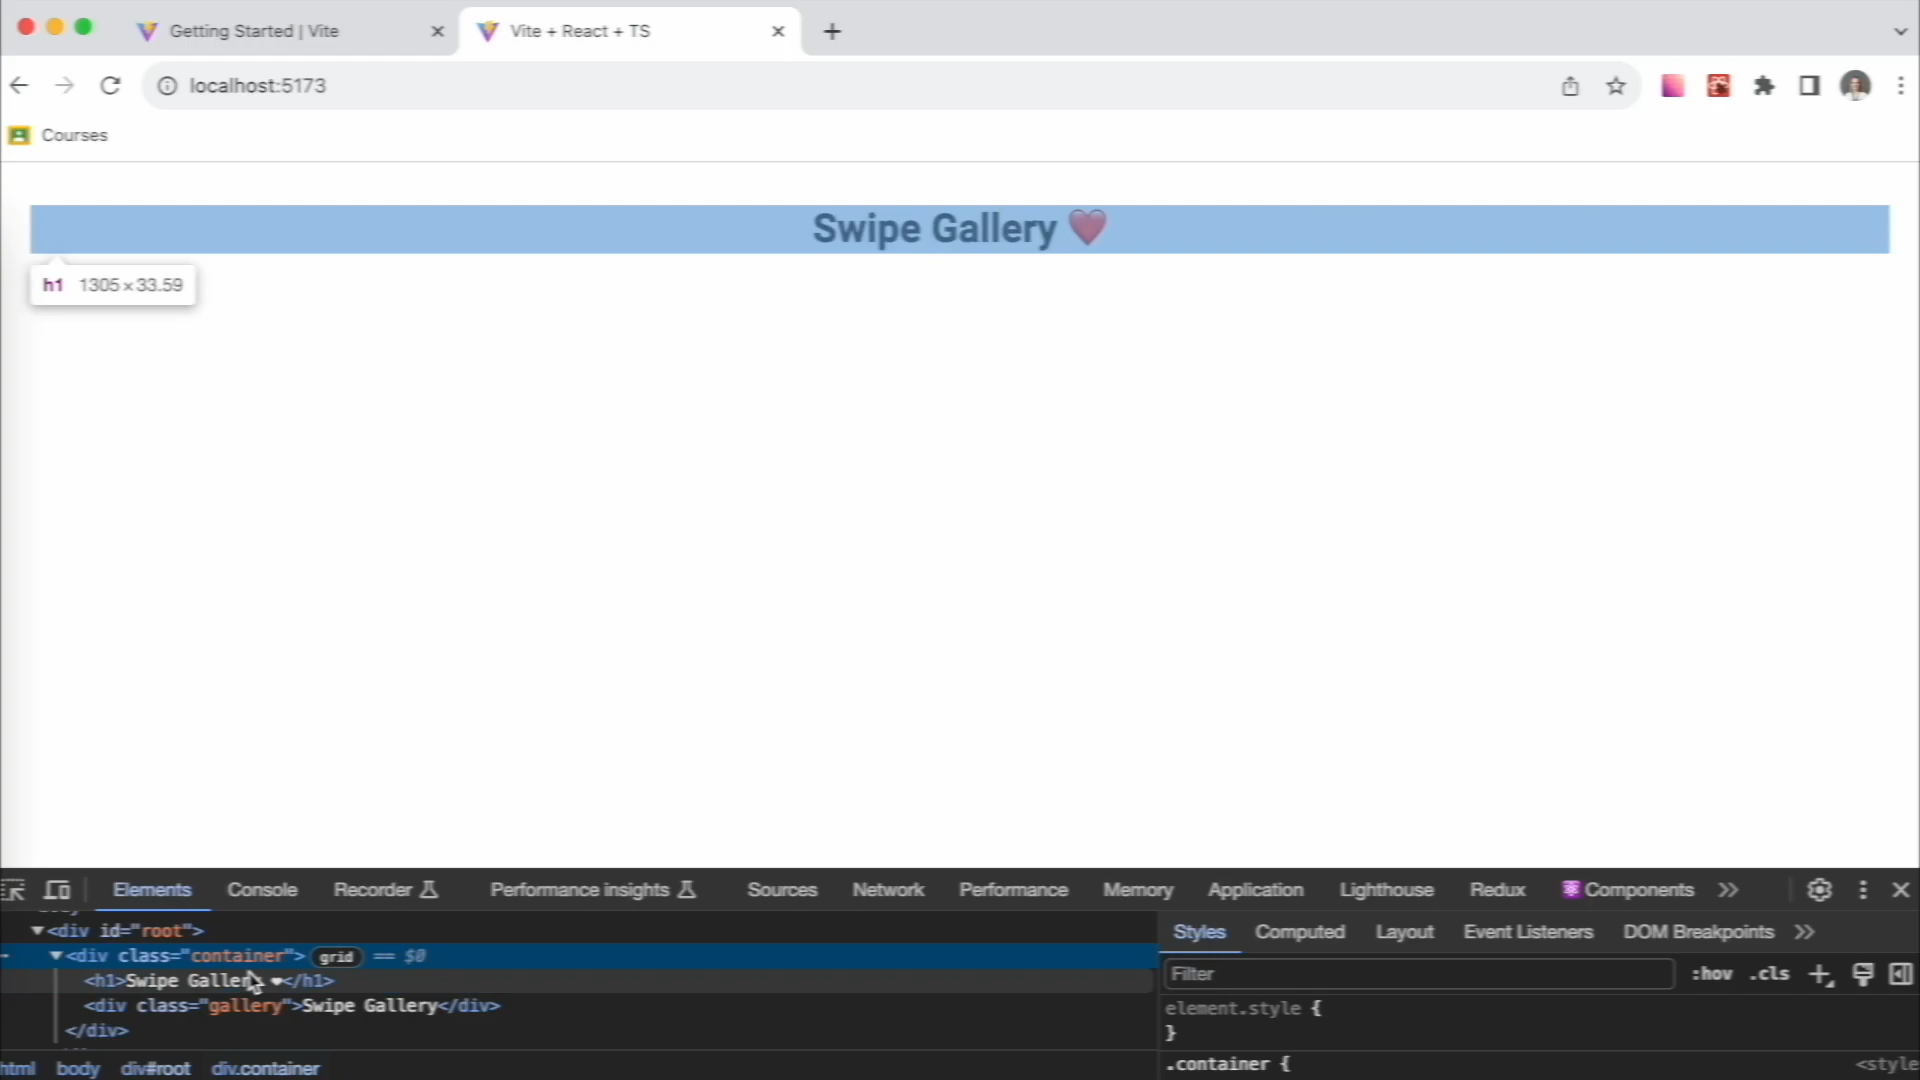 Getting Started | Vite
Vite + React + TS
localhost:5173
Courses
Swipe Gallery
h1 1305×33.59
Elements Console Recorder Performance insights Sources Network Performance Memory Application Lighthouse Redux Components
▼<div id="root">
▼<div class="container"> grid == $0
<h1>Swipe Gallery ❤</h1>
<div class="gallery">Swipe Gallery</div>
</div>
html body div#root div.container
Styles Computed Layout Event Listeners DOM Breakpoints
Filter :hov .cls
element.style {
}
.container { <style